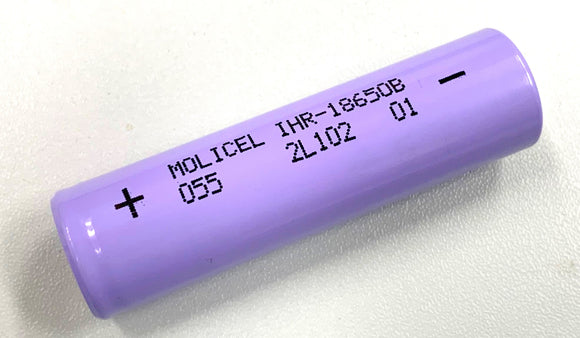 MOLICEL IHR-18650B
055 2L102 01
+ −